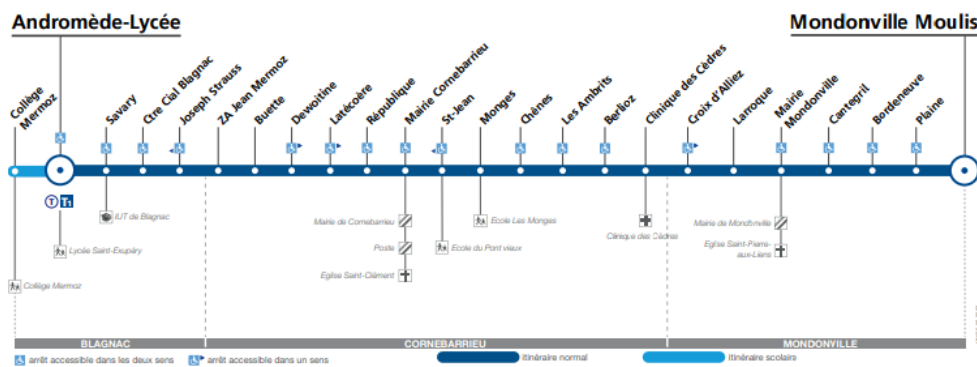 Andromède-Lycée
Mondonville Moulis
Collège
Mermoz
Savary
Ctre Cial Blagnac
Joseph Strauss
ZA Jean Mermoz
Buette
Dewoitine
Latécoère
République
Mairie Cornebarrieu
St-Jean
Monges
Chênes
Les Ambrits
Berlioz
Clinique des Cèdres
Croix d'Alliez
Larroque
Mairie
Mondonville
Cantegril
Bordeneuve
Plaine
T T1
IUT de Blagnac
Lycée Saint-Exupéry
Collège Mermoz
Mairie de Cornebarrieu
Poste
Eglise Saint-Clément
Ecole du Pont vieux
Ecole Les Monges
Clinique des Cèdres
Mairie de Mondonville
Eglise Saint-Pierre-
aux-Liens
BLAGNAC
CORNEBARRIEU
MONDONVILLE
arrêt accessible dans les deux sens
arrêt accessible dans un sens
Itinéraire normal
Itinéraire scolaire